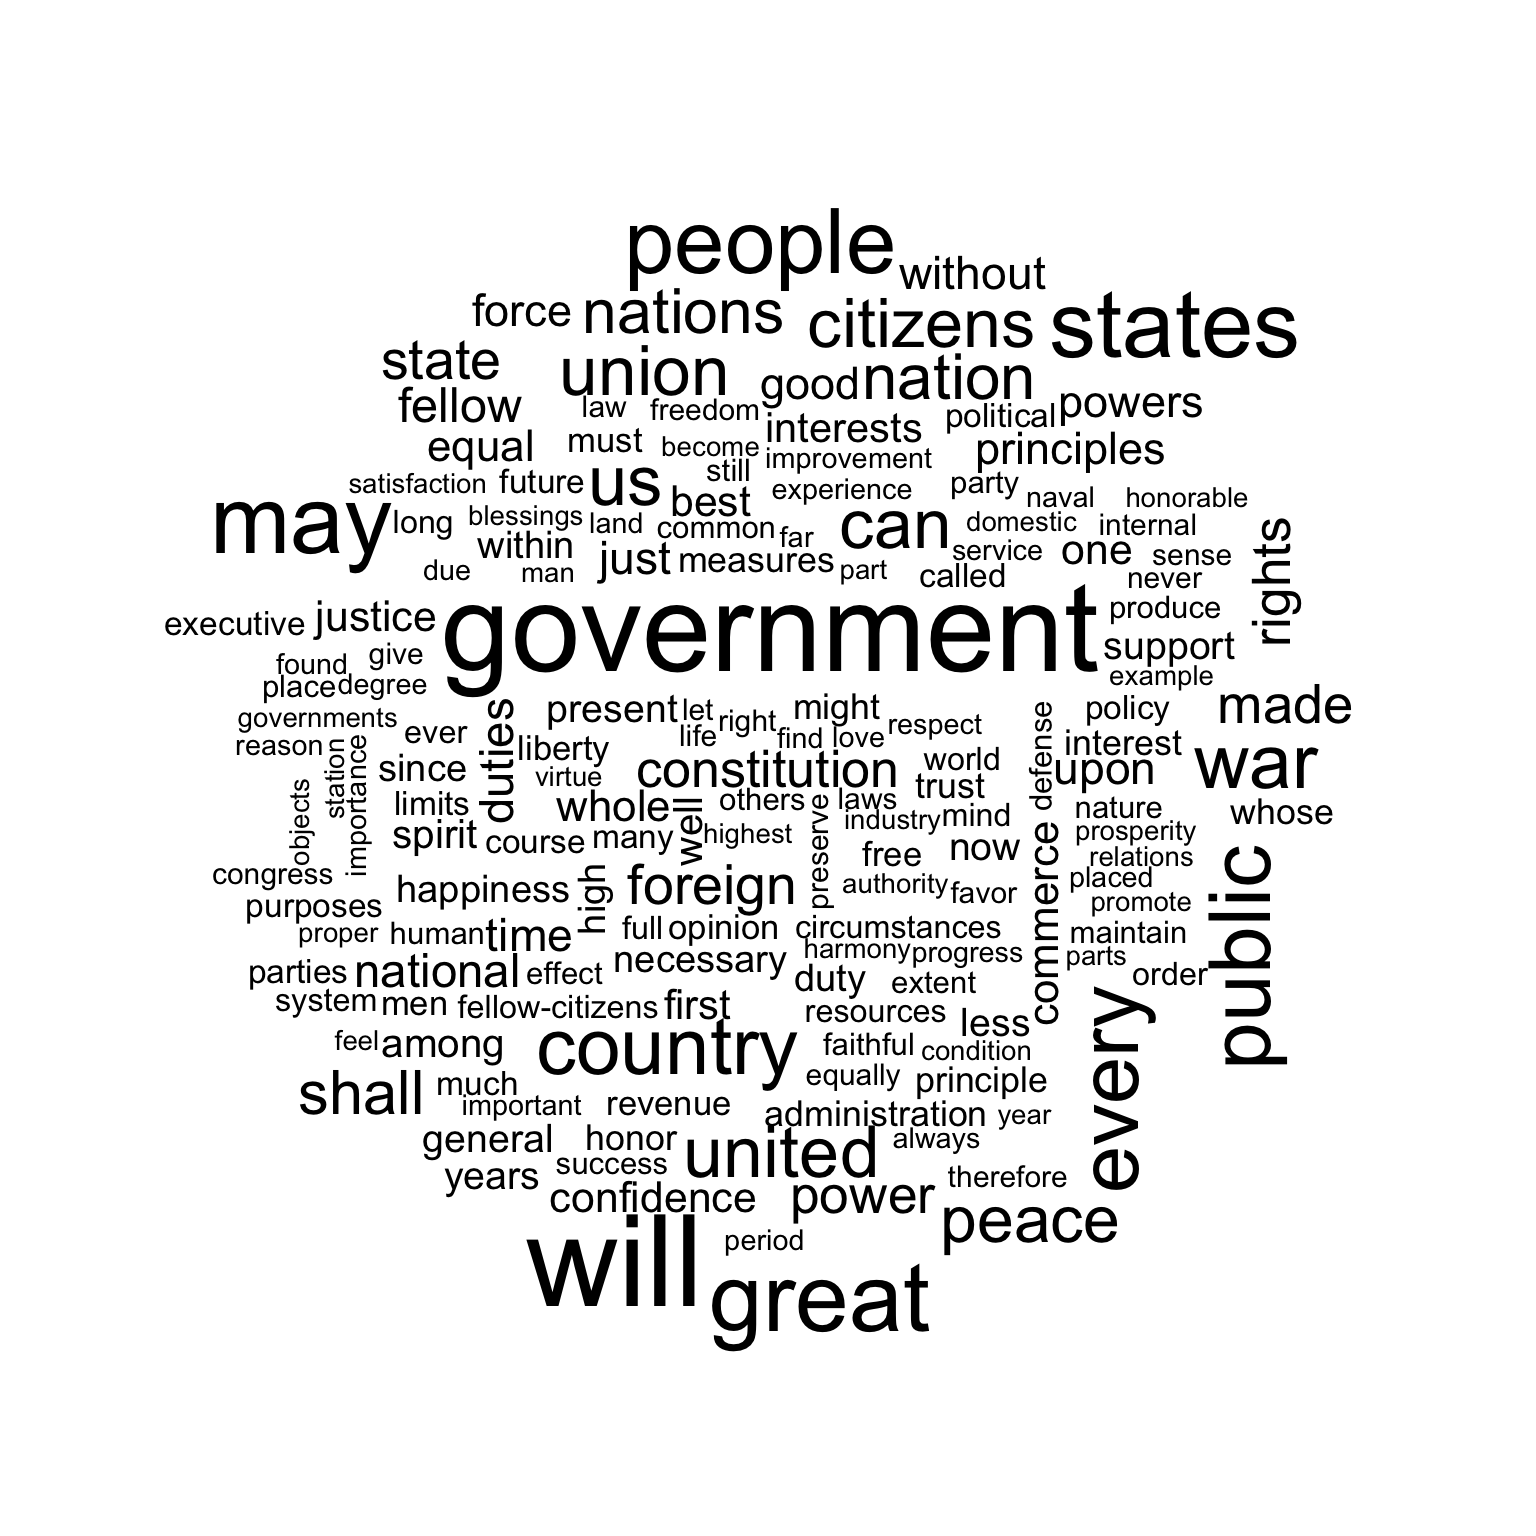 people
without
force nations citizens states
state union good nation
fellow law freedom interests political powers
equal must become improvement principles
satisfaction future us still experience party naval honorable
may long blessings land best common far can domestic internal
within just measures service one sense rights
due man part called never
executive justice government produce
found give support
place degree example
governments present let right might respect policy made
reason station importance ever duties liberty life find love defense interest
since virtue constitution world upon war
objects limits whole well others laws trust nature whose
spirit course many highest preserve industry mind prosperity
congress happiness high foreign free now commerce relations public
purposes authority favor placed
proper human time full opinion circumstances promote
parties national effect necessary harmony progress maintain
system men fellow-citizens first duty extent parts order
feel among country resources less every
shall much faithful condition
important revenue equally principle
general honor united administration year
years success always
confidence power therefore
will period peace
great